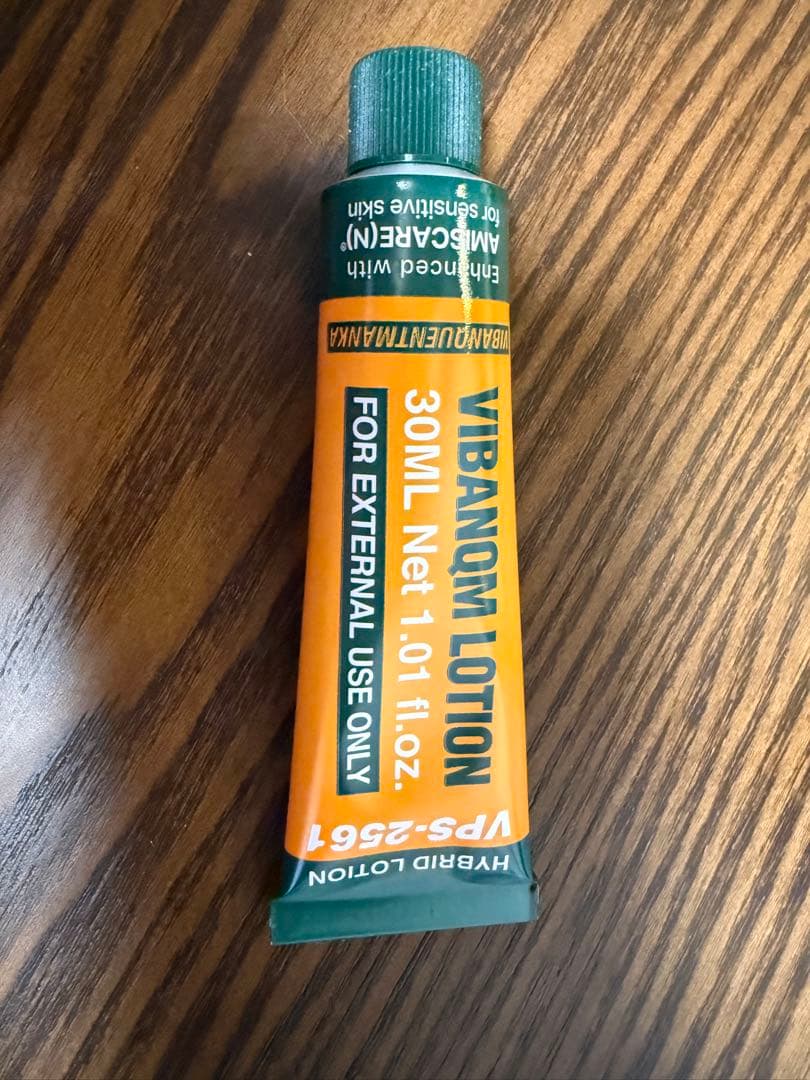 HYBRID LOTION
VPS-2561
VIBANQM LOTION
30ML Net 1.01 fl.oz.
FOR EXTERNAL USE ONLY
VIBANQUENTMANKA
Enhanced with
AMISCARE(N)®
for sensitive skin